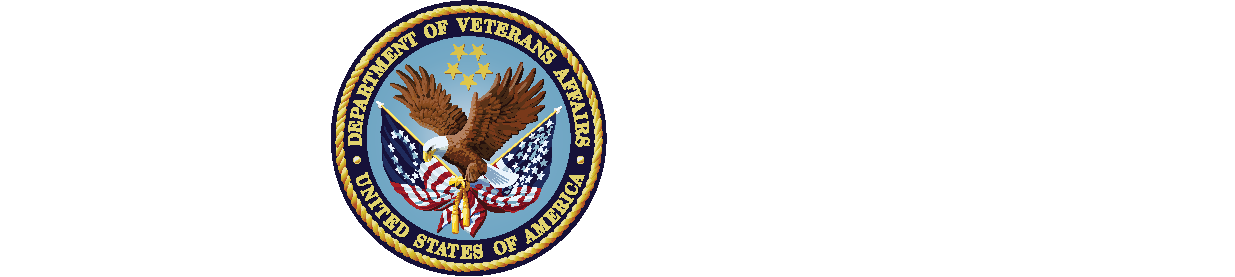 DEPARTMENT OF VETERANS AFFAIRS
UNITED STATES OF AMERICA